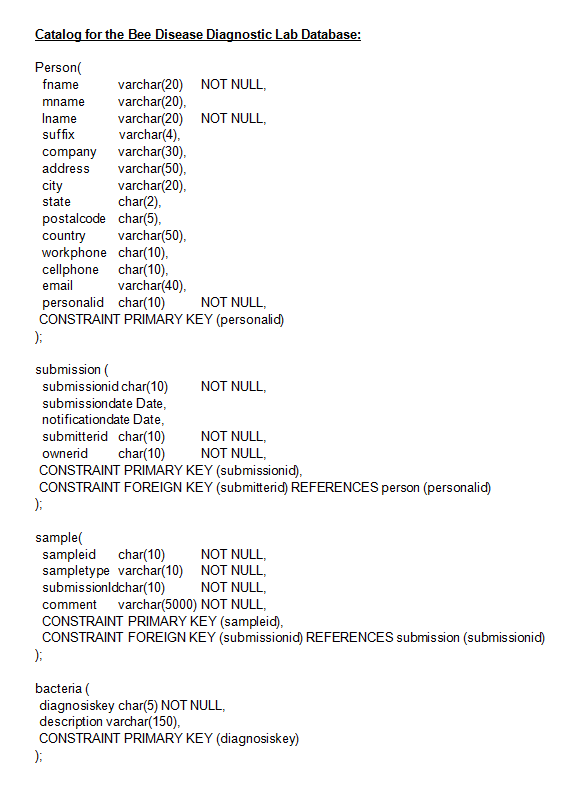 Catalog for the Bee Disease Diagnostic Lab Database:
Person(
fname varchar(20) NOT NULL,
mname varchar(20),
lname varchar(20) NOT NULL,
suffix varchar(4),
company varchar(30),
address varchar(50),
city varchar(20),
state char(2),
postalcode char(5),
country varchar(50),
workphone char(10),
cellphone char(10),
email varchar(40),
personalid char(10) NOT NULL,
CONSTRAINT PRIMARY KEY (personalid)
);
submission (
submissionid char(10) NOT NULL,
submissiondate Date,
notificationdate Date,
submitterid char(10) NOT NULL,
ownerid char(10) NOT NULL,
CONSTRAINT PRIMARY KEY (submissionid),
CONSTRAINT FOREIGN KEY (submitterid) REFERENCES person (personalid)
);
sample(
sampleid char(10) NOT NULL,
sampletype varchar(10) NOT NULL,
submissionIdchar(10) NOT NULL,
comment varchar(5000) NOT NULL,
CONSTRAINT PRIMARY KEY (sampleid),
CONSTRAINT FOREIGN KEY (submissionid) REFERENCES submission (submissionid)
);
bacteria (
diagnosiskey char(5) NOT NULL,
description varchar(150),
CONSTRAINT PRIMARY KEY (diagnosiskey)
);